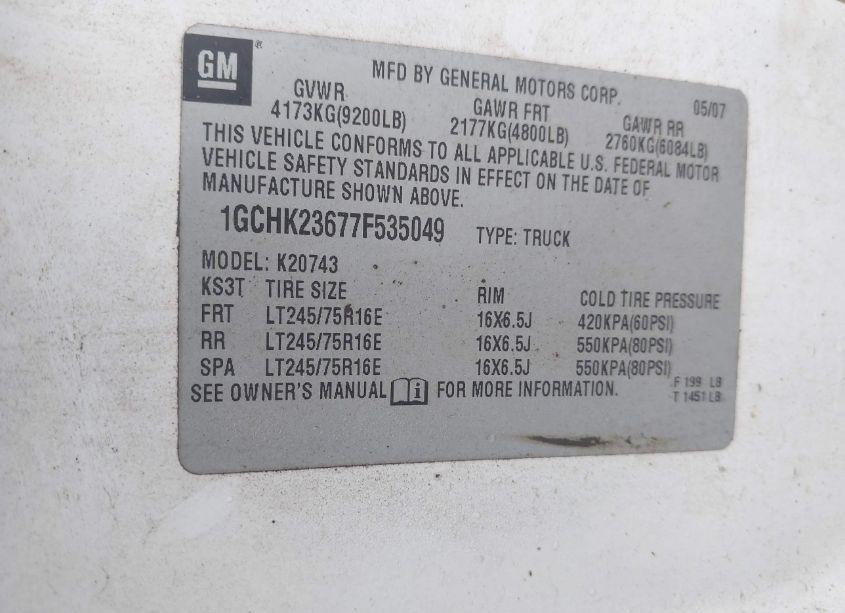 GM®
MFD BY GENERAL MOTORS CORP. 05/07
GVWR GAWR FRT GAWR RR
4173KG(9200LB) 2177KG(4800LB) 2760KG(6084LB)
THIS VEHICLE CONFORMS TO ALL APPLICABLE U.S. FEDERAL MOTOR
VEHICLE SAFETY STANDARDS IN EFFECT ON THE DATE OF
MANUFACTURE SHOWN ABOVE.
1GCHK23677F535049 TYPE: TRUCK
MODEL: K20743
KS3T TIRE SIZE RIM COLD TIRE PRESSURE
FRT LT245/75R16E 16X6.5J 420KPA(60PSI)
RR LT245/75R16E 16X6.5J 550KPA(80PSI)
SPA LT245/75R16E 16X6.5J 550KPA(80PSI)
SEE OWNER'S MANUAL i FOR MORE INFORMATION.
F 199 LB
T 1451 LB